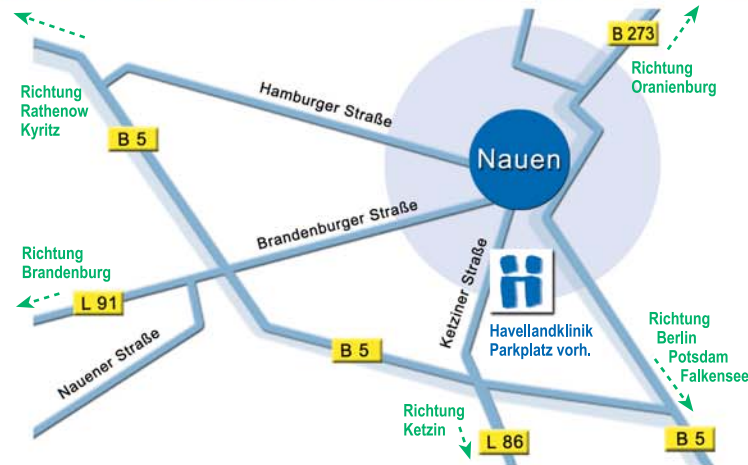 B 273
Richtung
Oranienburg
Richtung
Rathenow
Kyritz
Hamburger Straße
B 5
Nauen
Brandenburger Straße
Richtung
Brandenburg
L 91
Ketziner Straße
Havellandklinik
Parkplatz vorh.
Nauener Straße
B 5
Richtung
Berlin
Potsdam
Falkensee
Richtung
Ketzin
L 86
B 5